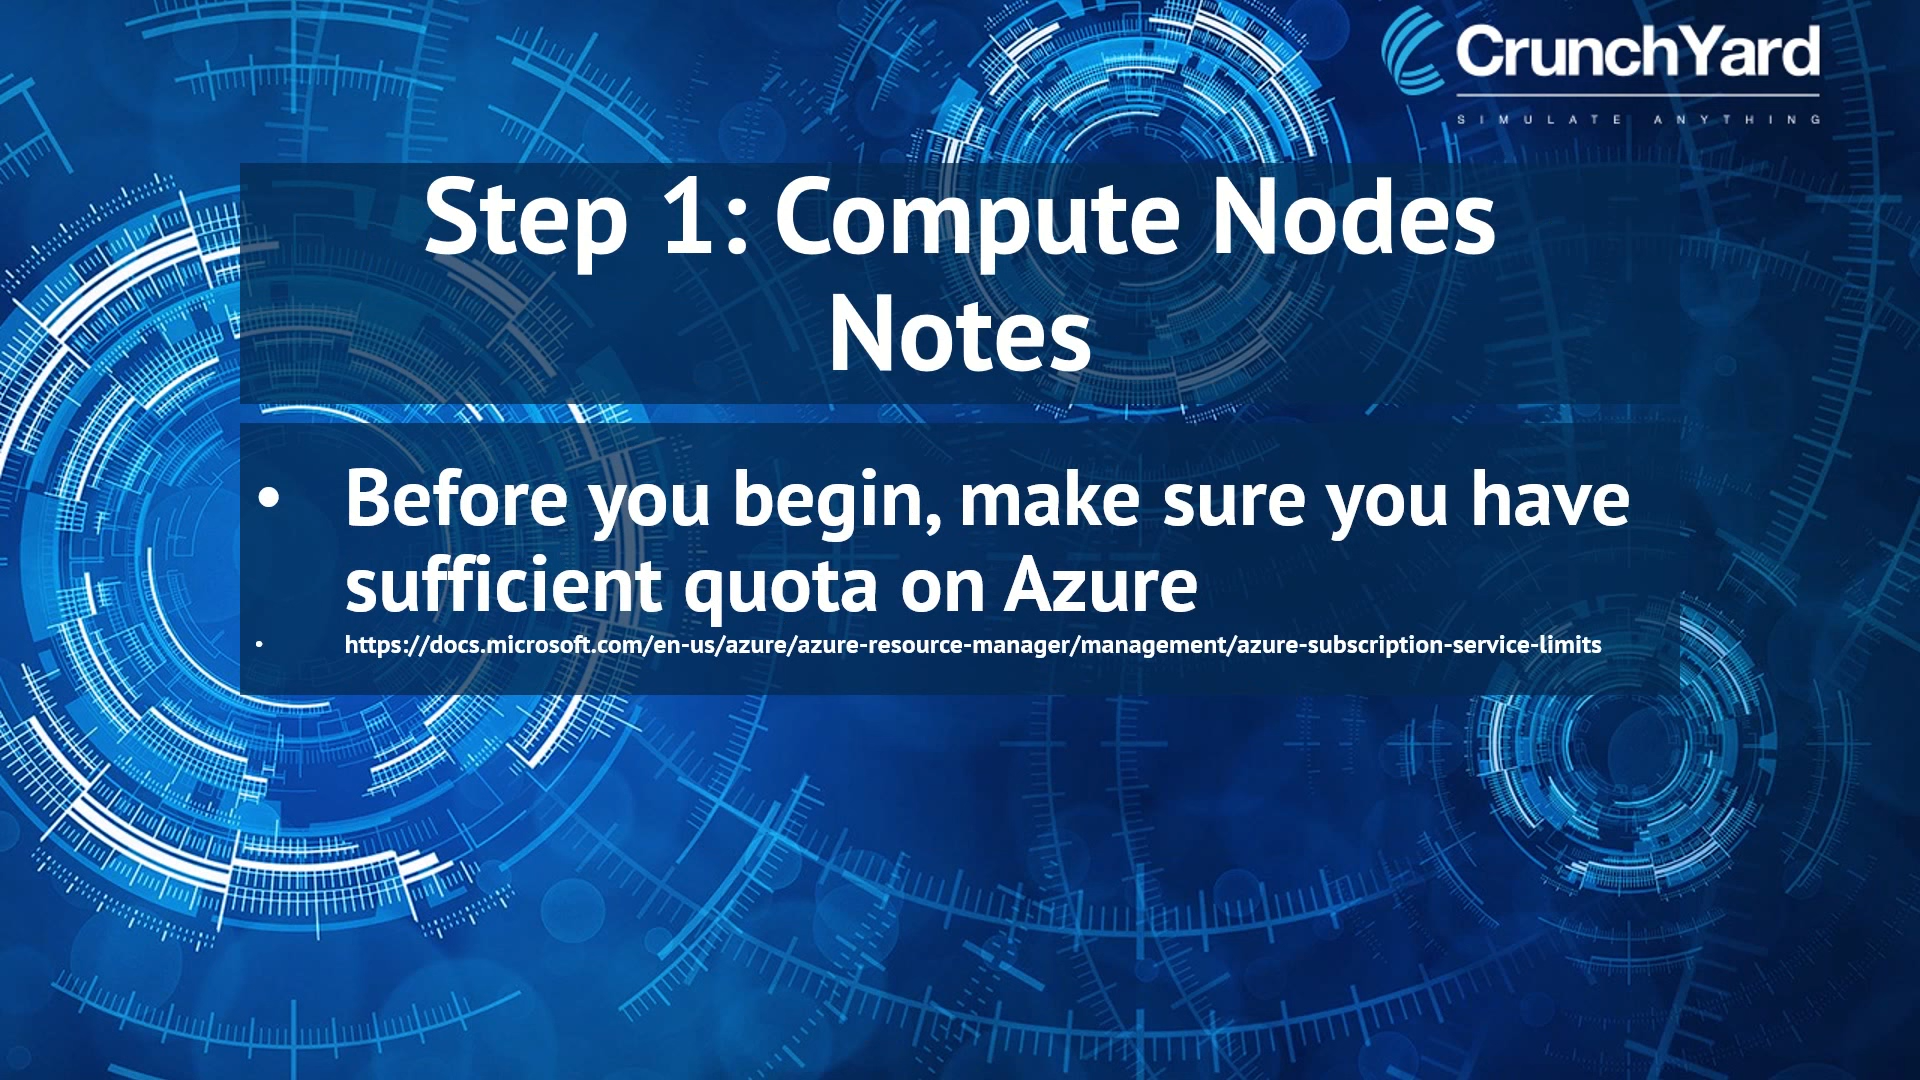 CrunchYard
SIMULATE ANYTHING
Step 1: Compute Nodes
Notes
• Before you begin, make sure you have
sufficient quota on Azure
• https://docs.microsoft.com/en-us/azure/azure-resource-manager/management/azure-subscription-service-limits